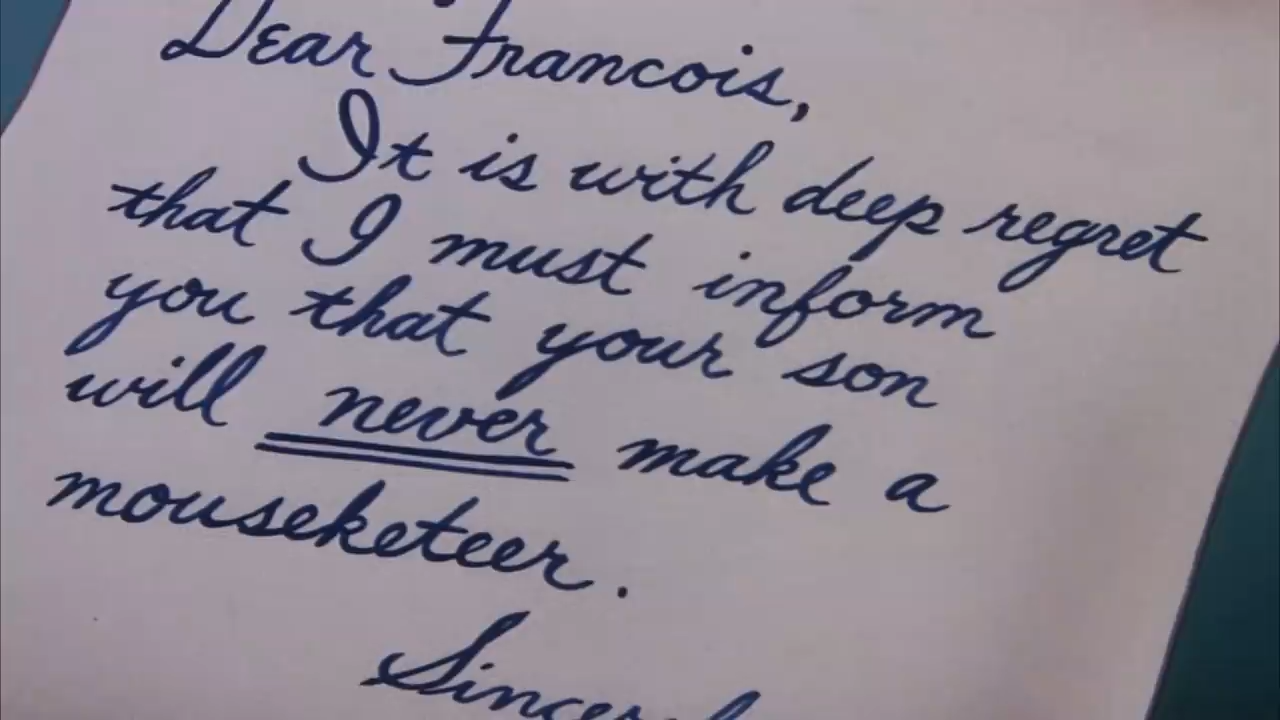 Dear Francois,
It is with deep regret
that I must inform
you that your son
will never make a
mouseketeer.